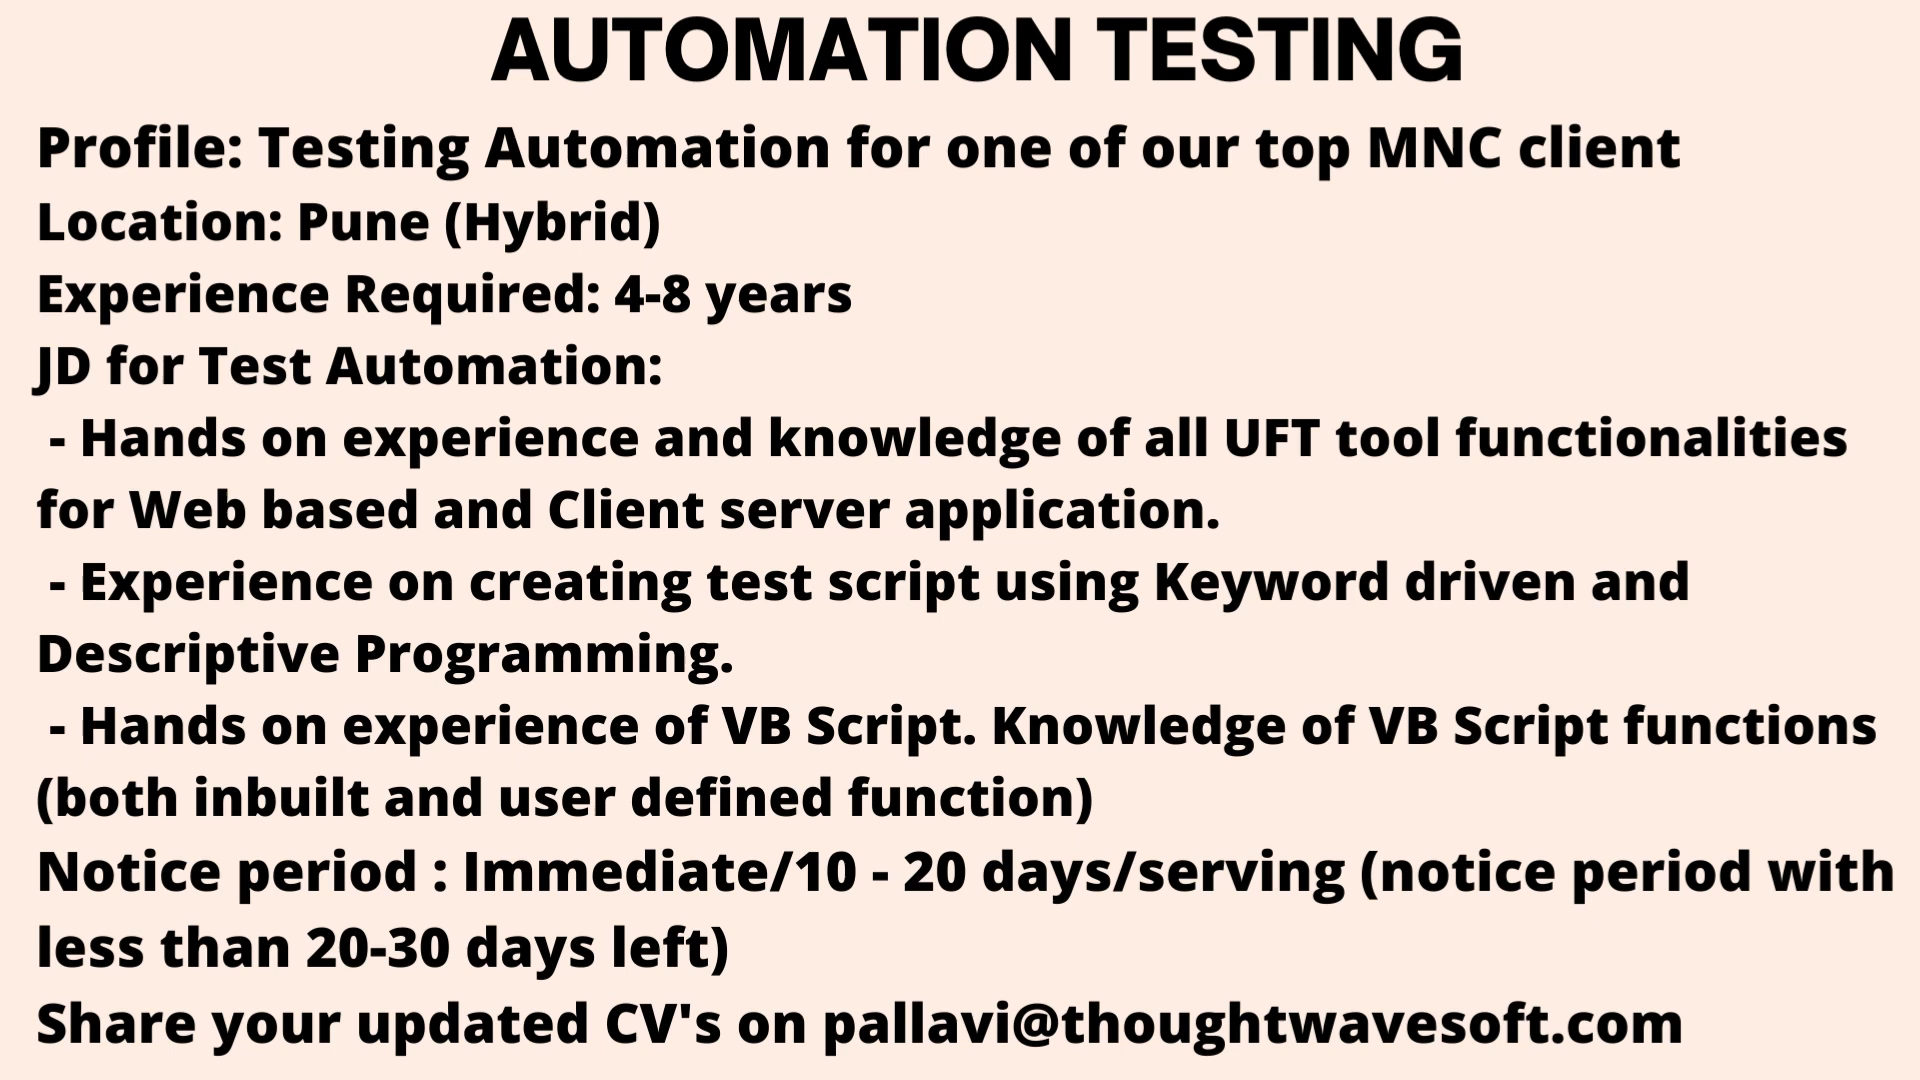 AUTOMATION TESTING
Profile: Testing Automation for one of our top MNC client
Location: Pune (Hybrid)
Experience Required: 4-8 years
JD for Test Automation:
- Hands on experience and knowledge of all UFT tool functionalities
for Web based and Client server application.
- Experience on creating test script using Keyword driven and
Descriptive Programming.
- Hands on experience of VB Script. Knowledge of VB Script functions
(both inbuilt and user defined function)
Notice period : Immediate/10 - 20 days/serving (notice period with
less than 20-30 days left)
Share your updated CV's on pallavi@thoughtwavesoft.com